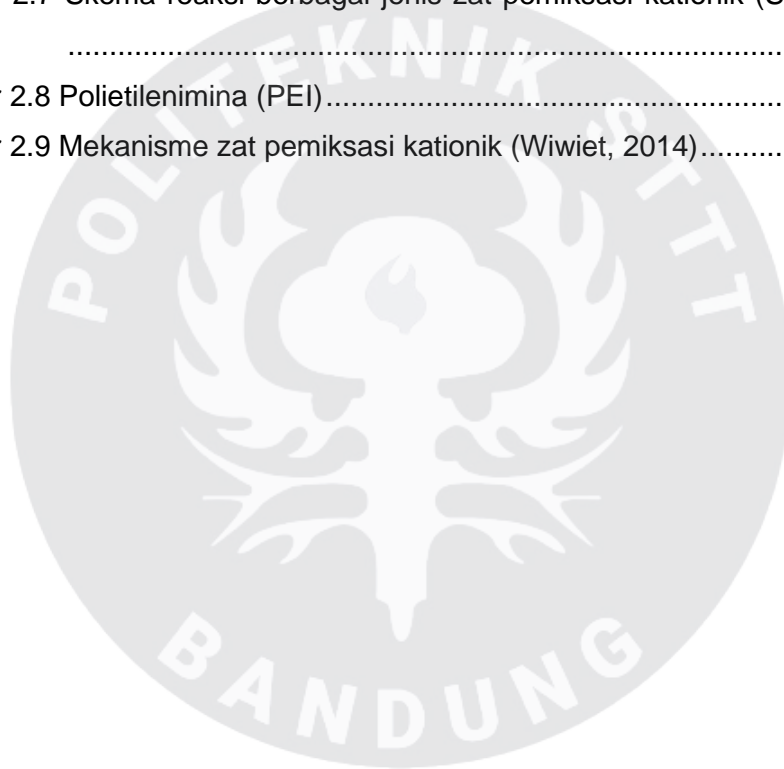 2.7 Skema reaksi berbagai jenis zat pemiksasi kationik
................................................................................
2.8 Polietilenimina (PEI)..............................................
2.9 Mekanisme zat pemiksasi kationik (Wiwiet, 2014)..........
POLITEKNIK STTT
BANDUNG